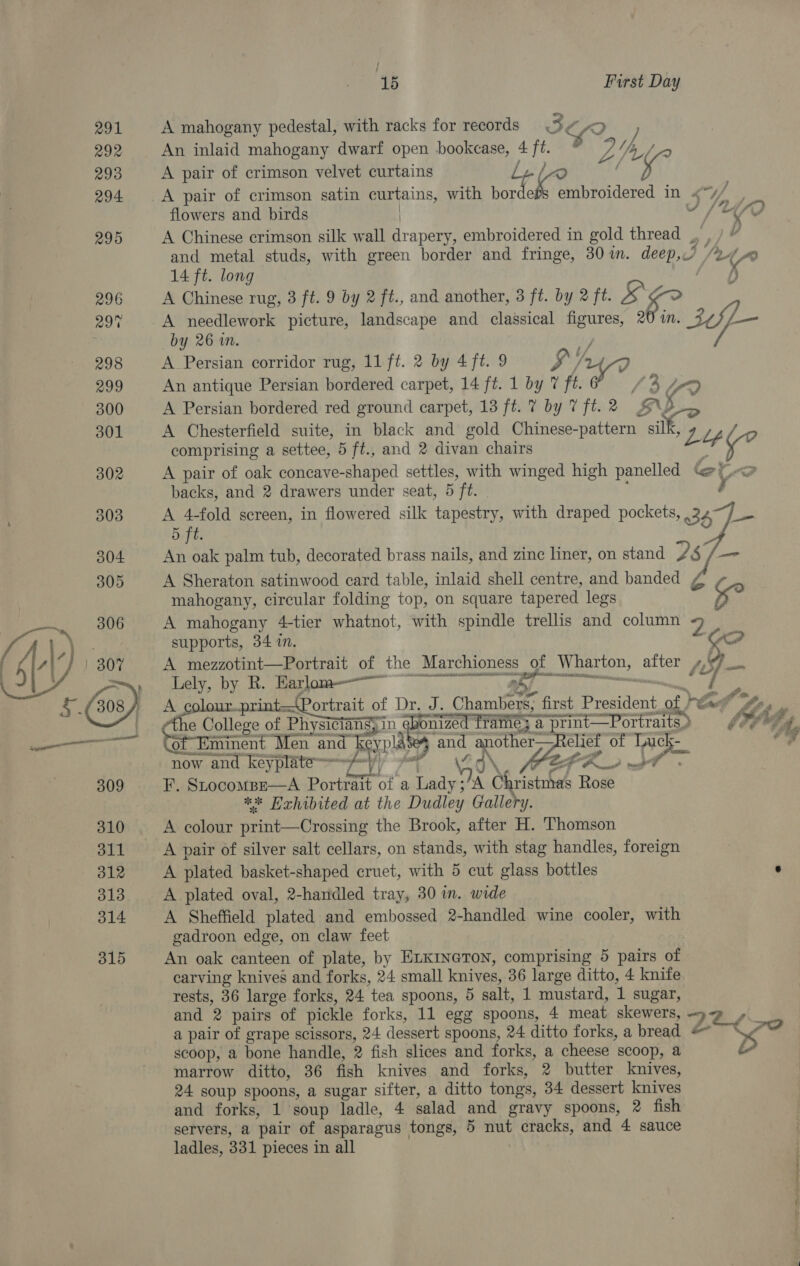 15 First Day
291 A mahogany pedestal, with racks for records
292 An inlaid mahogany dwarf open bookcase, 4 ft.
293 A pair of crimson velvet curtains
294 A pair of crimson satin curtains, with borders embroidered in
flowers and birds
295 A Chinese crimson silk wall drapery, embroidered in gold thread
and metal studs, with green border and fringe, 30 in. deep,
14 ft. long
296 A Chinese rug, 3 ft. 9 by 2 ft., and another, 3 ft. by 2 ft.
297 A needlework picture, landscape and classical figures, 20 in.
by 26 in.
298 A Persian corridor rug, 11 ft. 2 by 4 ft. 9
299 An antique Persian bordered carpet, 14 ft. 1 by 7 ft. 6
300 A Persian bordered red ground carpet, 13 ft. 7 by 7 ft. 2
301 A Chesterfield suite, in black and gold Chinese-pattern silk,
comprising a settee, 5 ft., and 2 divan chairs
302 A pair of oak concave-shaped settles, with winged high panelled
backs, and 2 drawers under seat, 5 ft.
303 A 4-fold screen, in flowered silk tapestry, with draped pockets,
5 ft.
304 An oak palm tub, decorated brass nails, and zinc liner, on stand
305 A Sheraton satinwood card table, inlaid shell centre, and banded
mahogany, circular folding top, on square tapered legs
306 A mahogany 4-tier whatnot, with spindle trellis and column
supports, 34 in.
307 A mezzotint—Portrait of the Marchioness of Wharton, after
Lely, by R. Earlom
308 A colour print—Portrait of Dr. J. Chambers, first President of
the College of Physicians, in ebonized frame; a print—Portraits
of Eminent Men and keyplates and another—Relief of Luck-
now and keyplate
309 F. SLOCOMBE—A Portrait of a Lady; A Christmas Rose
** Exhibited at the Dudley Gallery.
310 A colour print—Crossing the Brook, after H. Thomson
311 A pair of silver salt cellars, on stands, with stag handles, foreign
312 A plated basket-shaped cruet, with 5 cut glass bottles
313 A plated oval, 2-handled tray, 30 in. wide
314 A Sheffield plated and embossed 2-handled wine cooler, with
gadroon edge, on claw feet
315 An oak canteen of plate, by ELKINGTON, comprising 5 pairs of
carving knives and forks, 24 small knives, 36 large ditto, 4 knife
rests, 36 large forks, 24 tea spoons, 5 salt, 1 mustard, 1 sugar,
and 2 pairs of pickle forks, 11 egg spoons, 4 meat skewers,
a pair of grape scissors, 24 dessert spoons, 24 ditto forks, a bread
scoop, a bone handle, 2 fish slices and forks, a cheese scoop, a
marrow ditto, 36 fish knives and forks, 2 butter knives,
24 soup spoons, a sugar sifter, a ditto tongs, 34 dessert knives
and forks, 1 soup ladle, 4 salad and gravy spoons, 2 fish
servers, a pair of asparagus tongs, 5 nut cracks, and 4 sauce
ladles, 331 pieces in all